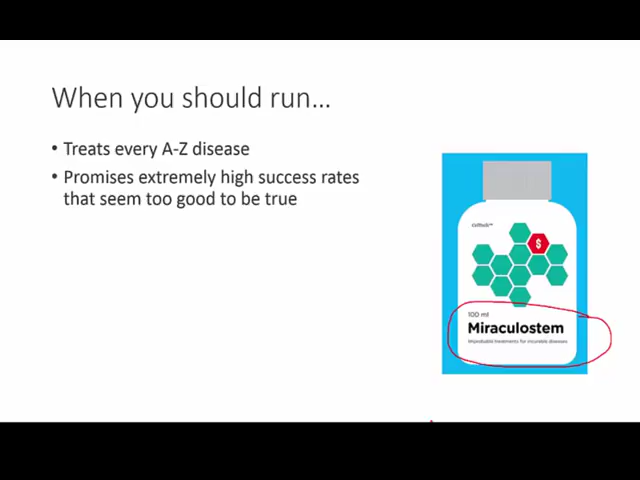 When you should run...
• Treats every A-Z disease
• Promises extremely high success rates
that seem too good to be true
$
100 ml
Miraculostem
Improbable treatments for incurable diseases